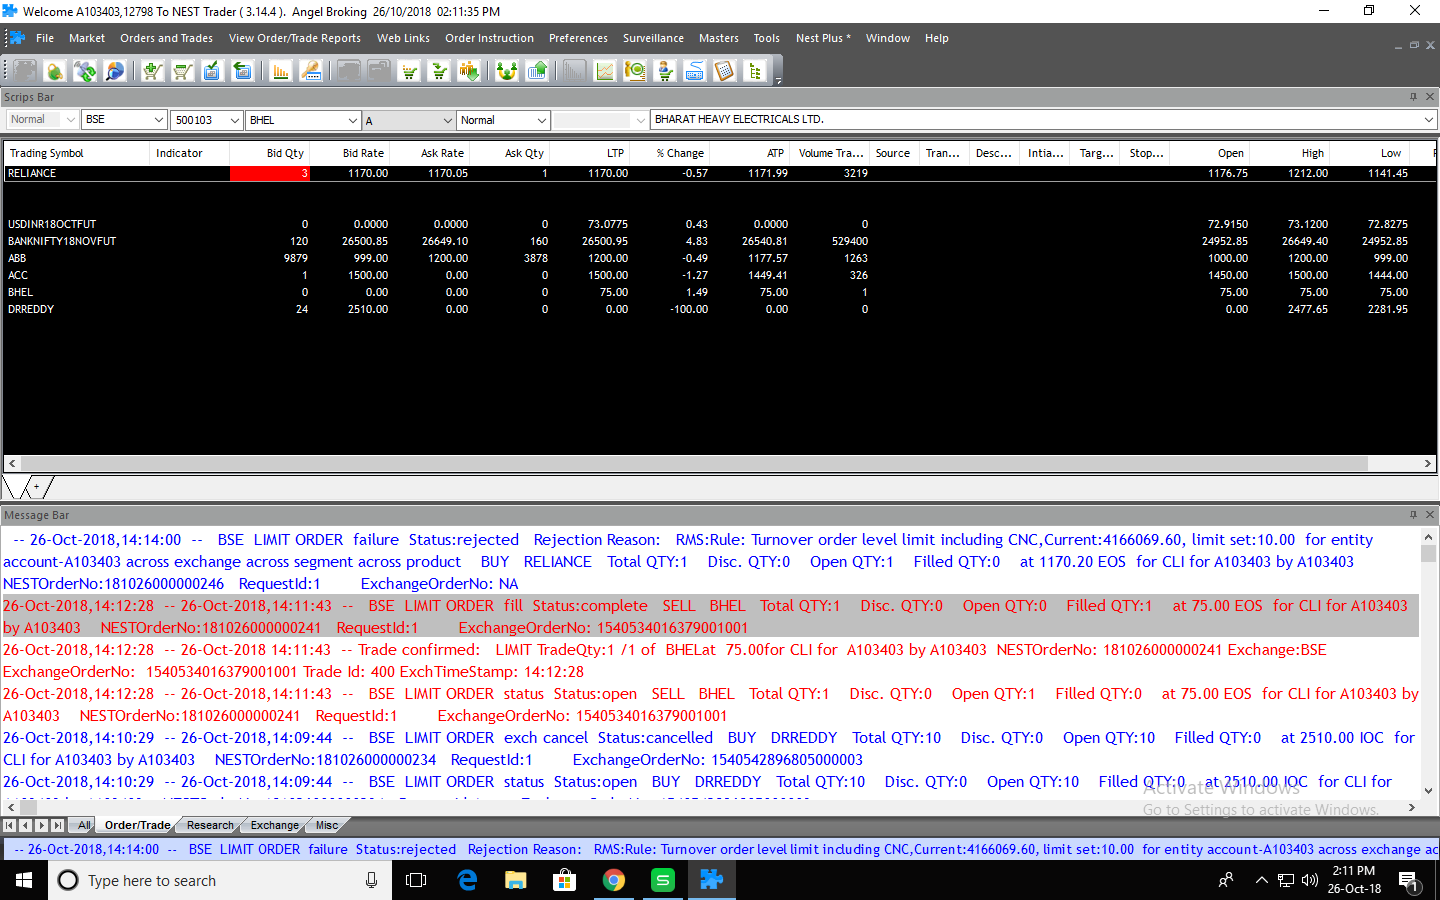 Welcome A103403,12798 To NEST Trader ( 3.14.4 ). Angel Broking 26/10/2018 02:11:35 PM
File Market Orders and Trades View Order/Trade Reports Web Links Order Instruction Preferences Surveillance Masters Tools Nest Plus * Window Help
Scrips Bar
Normal BSE 500103 BHEL A Normal BHARAT HEAVY ELECTRICALS LTD.
Trading Symbol Indicator Bid Qty Bid Rate Ask Rate Ask Qty LTP % Change ATP Volume Tra... Source Tran... Desc... Intia... Targ... Stop... Open High Low
RELIANCE 3 1170.00 1170.05 1 1170.00 -0.57 1171.99 3219 1176.75 1212.00 1141.45
USDINR18OCTFUT 0 0.0000 0.0000 0 73.0775 0.43 0.0000 0 72.9150 73.1200 72.8275
BANKNIFTY18NOVFUT 120 26500.85 26649.10 160 26500.95 4.83 26540.81 529400 24952.85 26649.40 24952.85
ABB 9879 999.00 1200.00 3878 1200.00 -0.49 1177.57 1263 1000.00 1200.00 999.00
ACC 1 1500.00 0.00 0 1500.00 -1.27 1449.41 326 1450.00 1500.00 1444.00
BHEL 0 0.00 0.00 0 75.00 1.49 75.00 1 75.00 75.00 75.00
DRREDDY 24 2510.00 0.00 0 0.00 -100.00 0.00 0 0.00 2477.65 2281.95
+
Message Bar
-- 26-Oct-2018,14:14:00 -- BSE LIMIT ORDER failure Status:rejected Rejection Reason: RMS:Rule: Turnover order level limit including CNC,Current:4166069.60, limit set:10.00 for entity
account-A103403 across exchange across segment across product BUY RELIANCE Total QTY:1 Disc. QTY:0 Open QTY:1 Filled QTY:0 at 1170.20 EOS for CLI for A103403 by A103403
NESTOrderNo:181026000000246 RequestId:1 ExchangeOrderNo: NA
26-Oct-2018,14:12:28 -- 26-Oct-2018,14:11:43 -- BSE LIMIT ORDER fill Status:complete SELL BHEL Total QTY:1 Disc. QTY:0 Open QTY:0 Filled QTY:1 at 75.00 EOS for CLI for A103403
by A103403 NESTOrderNo:181026000000241 RequestId:1 ExchangeOrderNo: 1540534016379001001
26-Oct-2018,14:12:28 -- 26-Oct-2018 14:11:43 -- Trade confirmed: LIMIT TradeQty:1 /1 of BHELat 75.00for CLI for A103403 by A103403 NESTOrderNo: 181026000000241 Exchange:BSE
ExchangeOrderNo: 1540534016379001001 Trade Id: 400 ExchTimeStamp: 14:12:28
26-Oct-2018,14:12:28 -- 26-Oct-2018,14:11:43 -- BSE LIMIT ORDER status Status:open SELL BHEL Total QTY:1 Disc. QTY:0 Open QTY:1 Filled QTY:0 at 75.00 EOS for CLI for A103403 by
A103403 NESTOrderNo:181026000000241 RequestId:1 ExchangeOrderNo: 1540534016379001001
26-Oct-2018,14:10:29 -- 26-Oct-2018,14:09:44 -- BSE LIMIT ORDER exch cancel Status:cancelled BUY DRREDDY Total QTY:10 Disc. QTY:0 Open QTY:10 Filled QTY:0 at 2510.00 IOC for
CLI for A103403 by A103403 NESTOrderNo:181026000000234 RequestId:1 ExchangeOrderNo: 1540542896805000003
26-Oct-2018,14:10:29 -- 26-Oct-2018,14:09:44 -- BSE LIMIT ORDER status Status:open BUY DRREDDY Total QTY:10 Disc. QTY:0 Open QTY:10 Filled QTY:0 at 2510.00 IOC for CLI for
Activate Windows
Go to Settings to activate Windows.
All Order/Trade Research Exchange Misc
-- 26-Oct-2018,14:14:00 -- BSE LIMIT ORDER failure Status:rejected Rejection Reason: RMS:Rule: Turnover order level limit including CNC,Current:4166069.60, limit set:10.00 for entity account-A103403 across exchange ac
Type here to search
2:11 PM
26-Oct-18
1